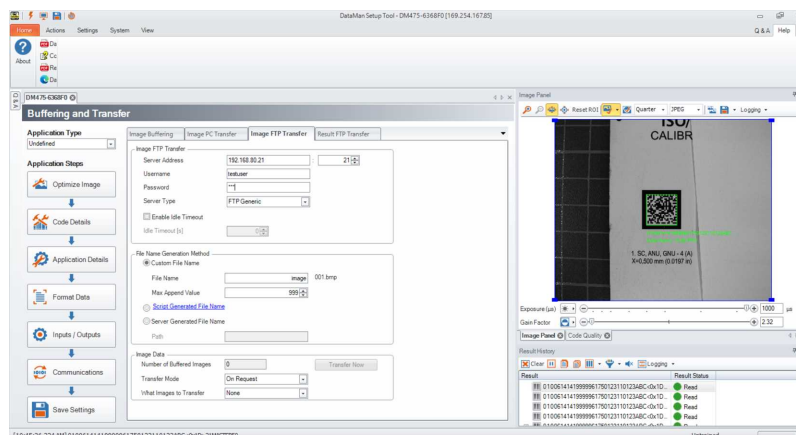 DataMan Setup Tool - DM475-6368F0 [169.254.167.85]
Home Actions Settings System View Q & A Help
About
De
Cc
Re
De
Q & A
DM475-6368F0
Buffering and Transfer
Application Type
Undefined
Application Steps
Optimize Image
Code Details
Application Details
Format Data
Inputs / Outputs
Communications
Save Settings
Image Buffering Image PC Transfer Image FTP Transfer Result FTP Transfer
Image FTP Transfer
Server Address 192.168.80.21 : 21
Username testuser
Password
Server Type FTP Generic
Enable Idle Timeout
Idle Timeout [s] 0
File Name Generation Method
Custom File Name
File Name image 001.bmp
Max Append Value 999
Script Generated File Name
Server Generated File Name
Path
Image Data
Number of Buffered Images 0 Transfer Now
Transfer Mode On Request
What Images to Transfer None
Image Panel
Reset ROI Quarter JPEG Logging
ISO/
CALIBR
1. SC, ANU, GNU - 4 (A)
X=0,500 mm (0.0197 in)
Exposure (µs) 1000 µs
Gain Factor 2.32
Image Panel Code Quality
Result History
Clear Logging
Result Result Status
Read
Read
Read
Read
Untrained